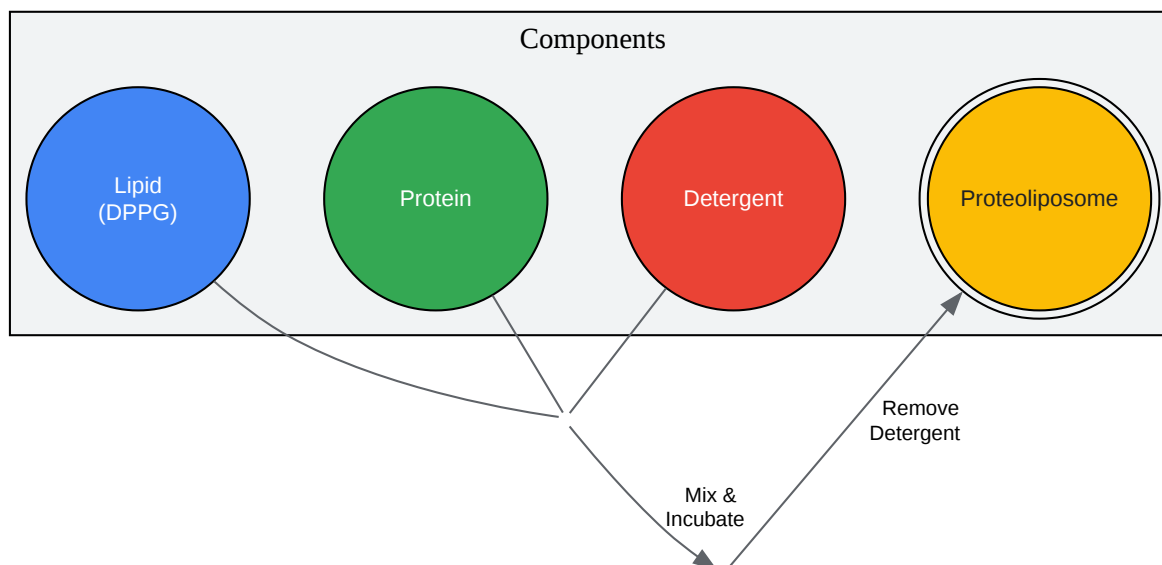 Components
Lipid
(DPPG)
Protein
Detergent
Proteoliposome
Remove
Detergent
Mix &
Incubate